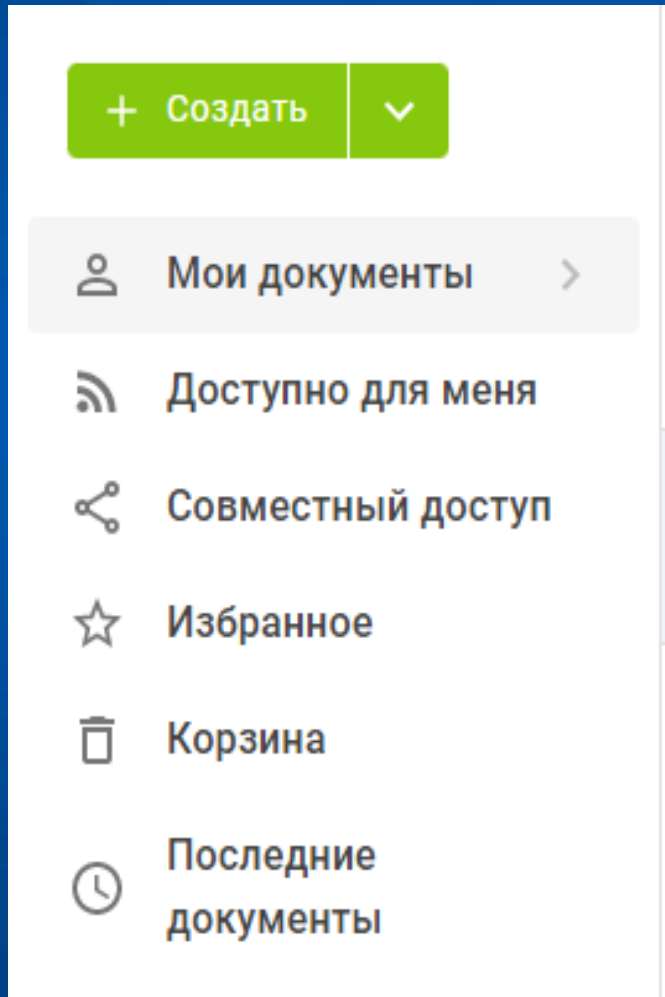 Создать
Мои документы
Доступно для меня
Совместный доступ
Избранное
Корзина
Последние
документы